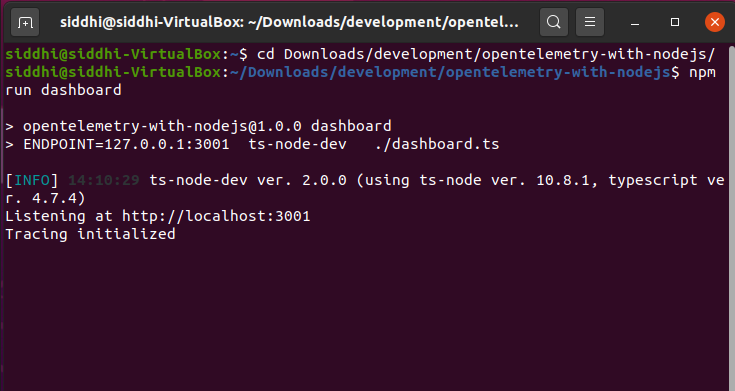 siddhi@siddhi-VirtualBox: ~/Downloads/development/opentel...
siddhi@siddhi-VirtualBox:~$ cd Downloads/development/opentelemetry-with-nodejs/
siddhi@siddhi-VirtualBox:~/Downloads/development/opentelemetry-with-nodejs$ npm
run dashboard
> opentelemetry-with-nodejs@1.0.0 dashboard
> ENDPOINT=127.0.0.1:3001  ts-node-dev   ./dashboard.ts
[INFO] 14:10:29 ts-node-dev ver. 2.0.0 (using ts-node ver. 10.8.1, typescript ve
r. 4.7.4)
Listening at http://localhost:3001
Tracing initialized